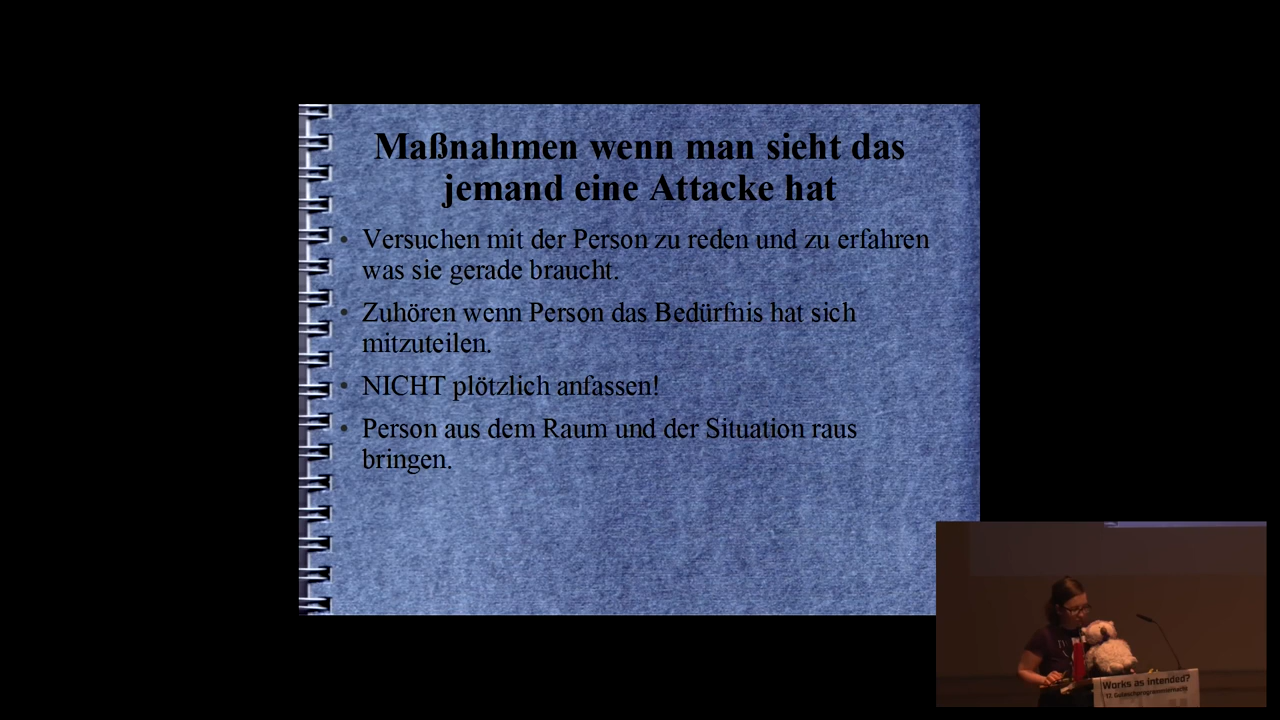 Maßnahmen wenn man sieht das
jemand eine Attacke hat
• Versuchen mit der Person zu reden und zu erfahren
was sie gerade braucht.
• Zuhören wenn Person das Bedürfnis hat sich
mitzuteilen.
• NICHT plötzlich anfassen!
• Person aus dem Raum und der Situation raus
bringen.
Works as intended?
17. Gulaschprogrammiernacht